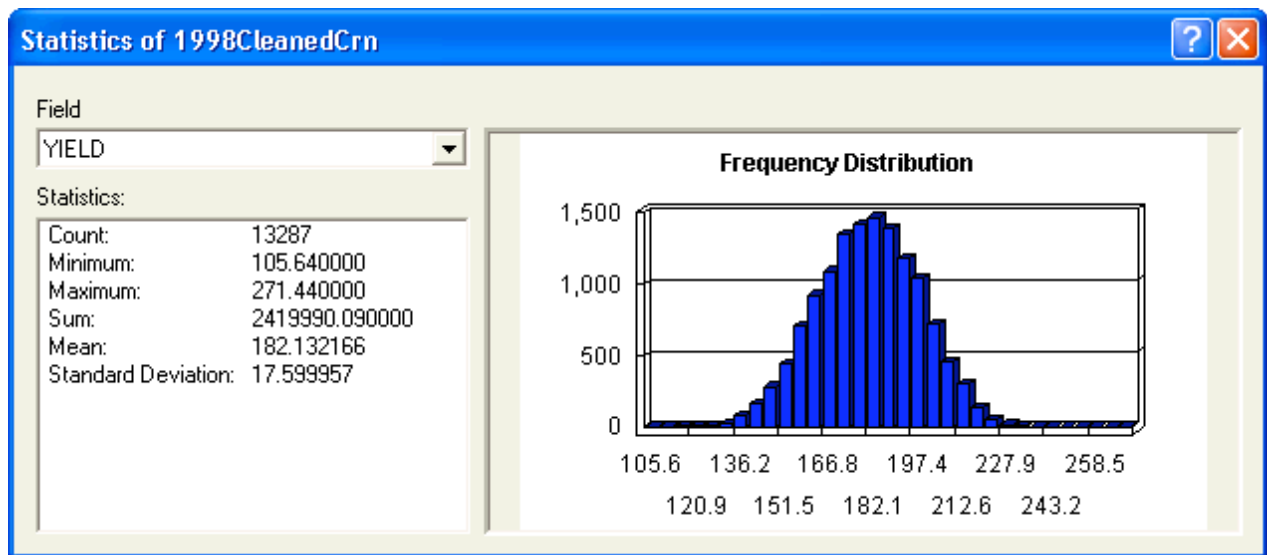 Statistics of 1998CleanedCrn
Field
YIELD
Statistics:
Count: 13287
Minimum: 105.640000
Maximum: 271.440000
Sum: 2419990.090000
Mean: 182.132166
Standard Deviation: 17.599957
Frequency Distribution
1,500
1,000
500
0
105.6 136.2 166.8 197.4 227.9 258.5
120.9 151.5 182.1 212.6 243.2